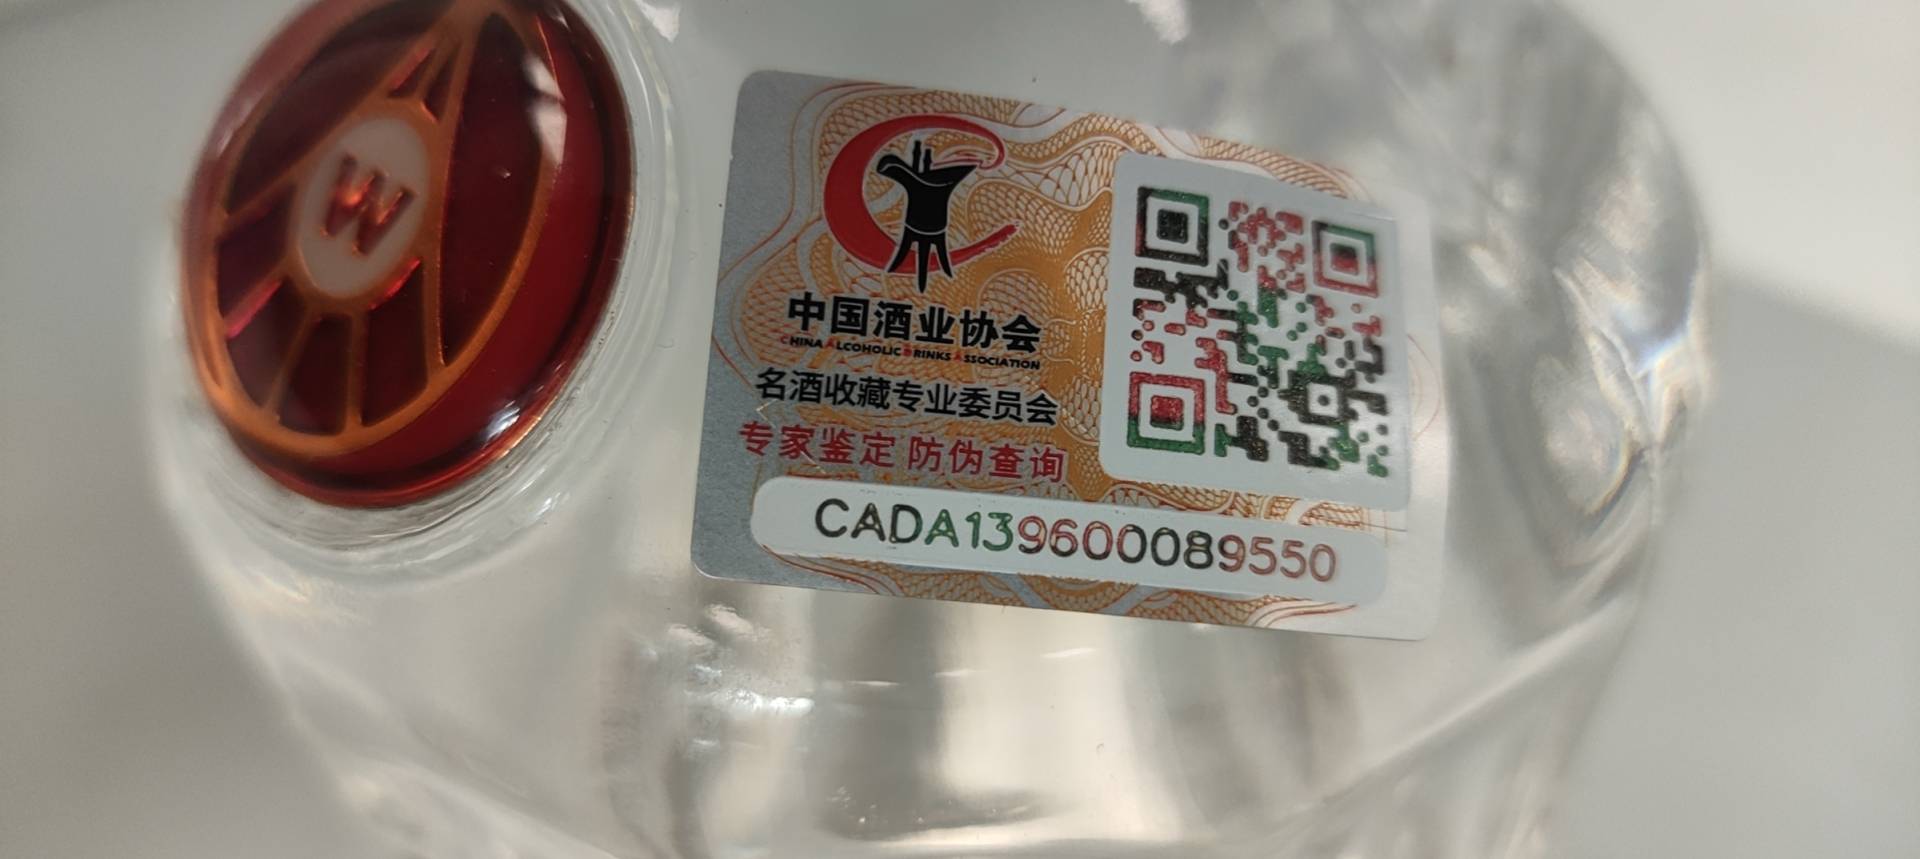 W
中国酒业协会
CHINA ALCOHOLIC DRINKS ASSOCIATION
名酒收藏专业委员会
专家鉴定 防伪查询
CADA139600089550